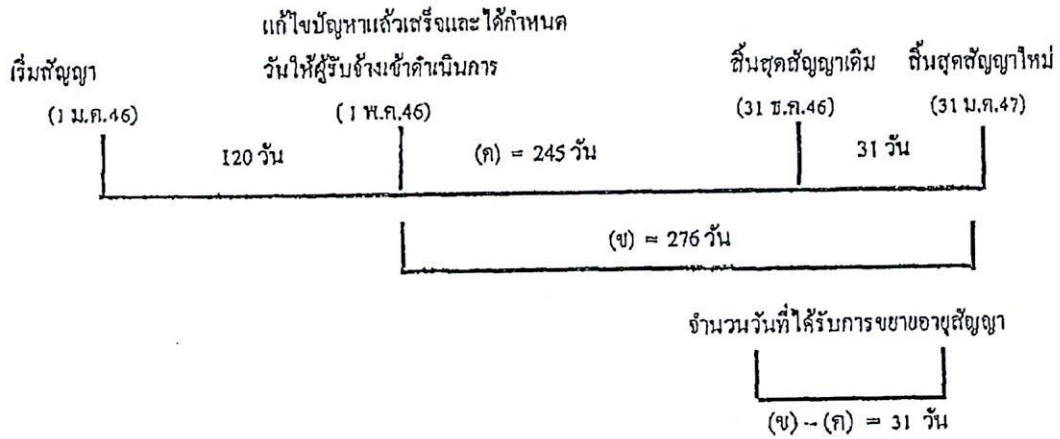 แก้ไขปัญหาแล้วเสร็จและได้กำหนด
เริ่มสัญญา วันให้ผู้รับจ้างเข้าดำเนินการ สิ้นสุดสัญญาเดิม สิ้นสุดสัญญาใหม่
(1 ม.ค.46) (1 พ.ค.46) (31 ธ.ค.46) (31 ม.ค.47)
120 วัน (ค) = 245 วัน 31 วัน
(ข) = 276 วัน
จำนวนวันที่ได้รับการขยายอายุสัญญา
(ข) - (ค) = 31 วัน